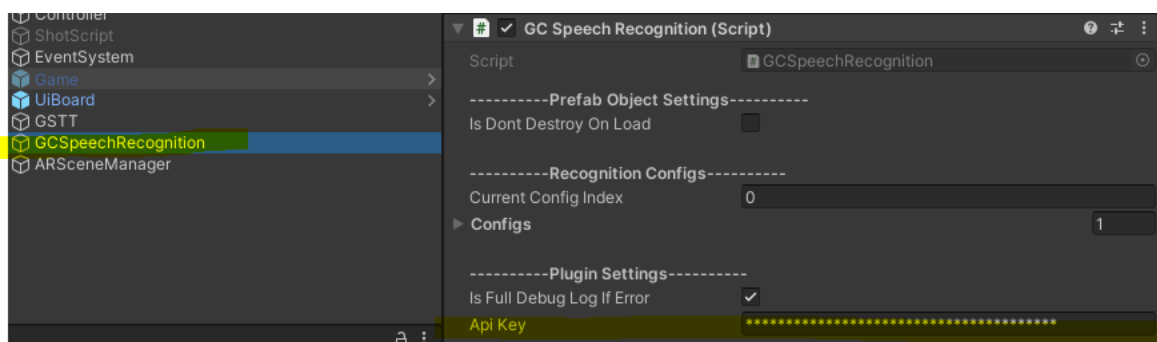 Controller
ShotScript
EventSystem
Game
UiBoard
GSTT
GCSpeechRecognition
ARSceneManager
# GC Speech Recognition (Script)
Script GCSpeechRecognition
----------Prefab Object Settings----------
Is Dont Destroy On Load
----------Recognition Configs----------
Current Config Index 0
Configs 1
----------Plugin Settings----------
Is Full Debug Log If Error
Api Key ***************************************